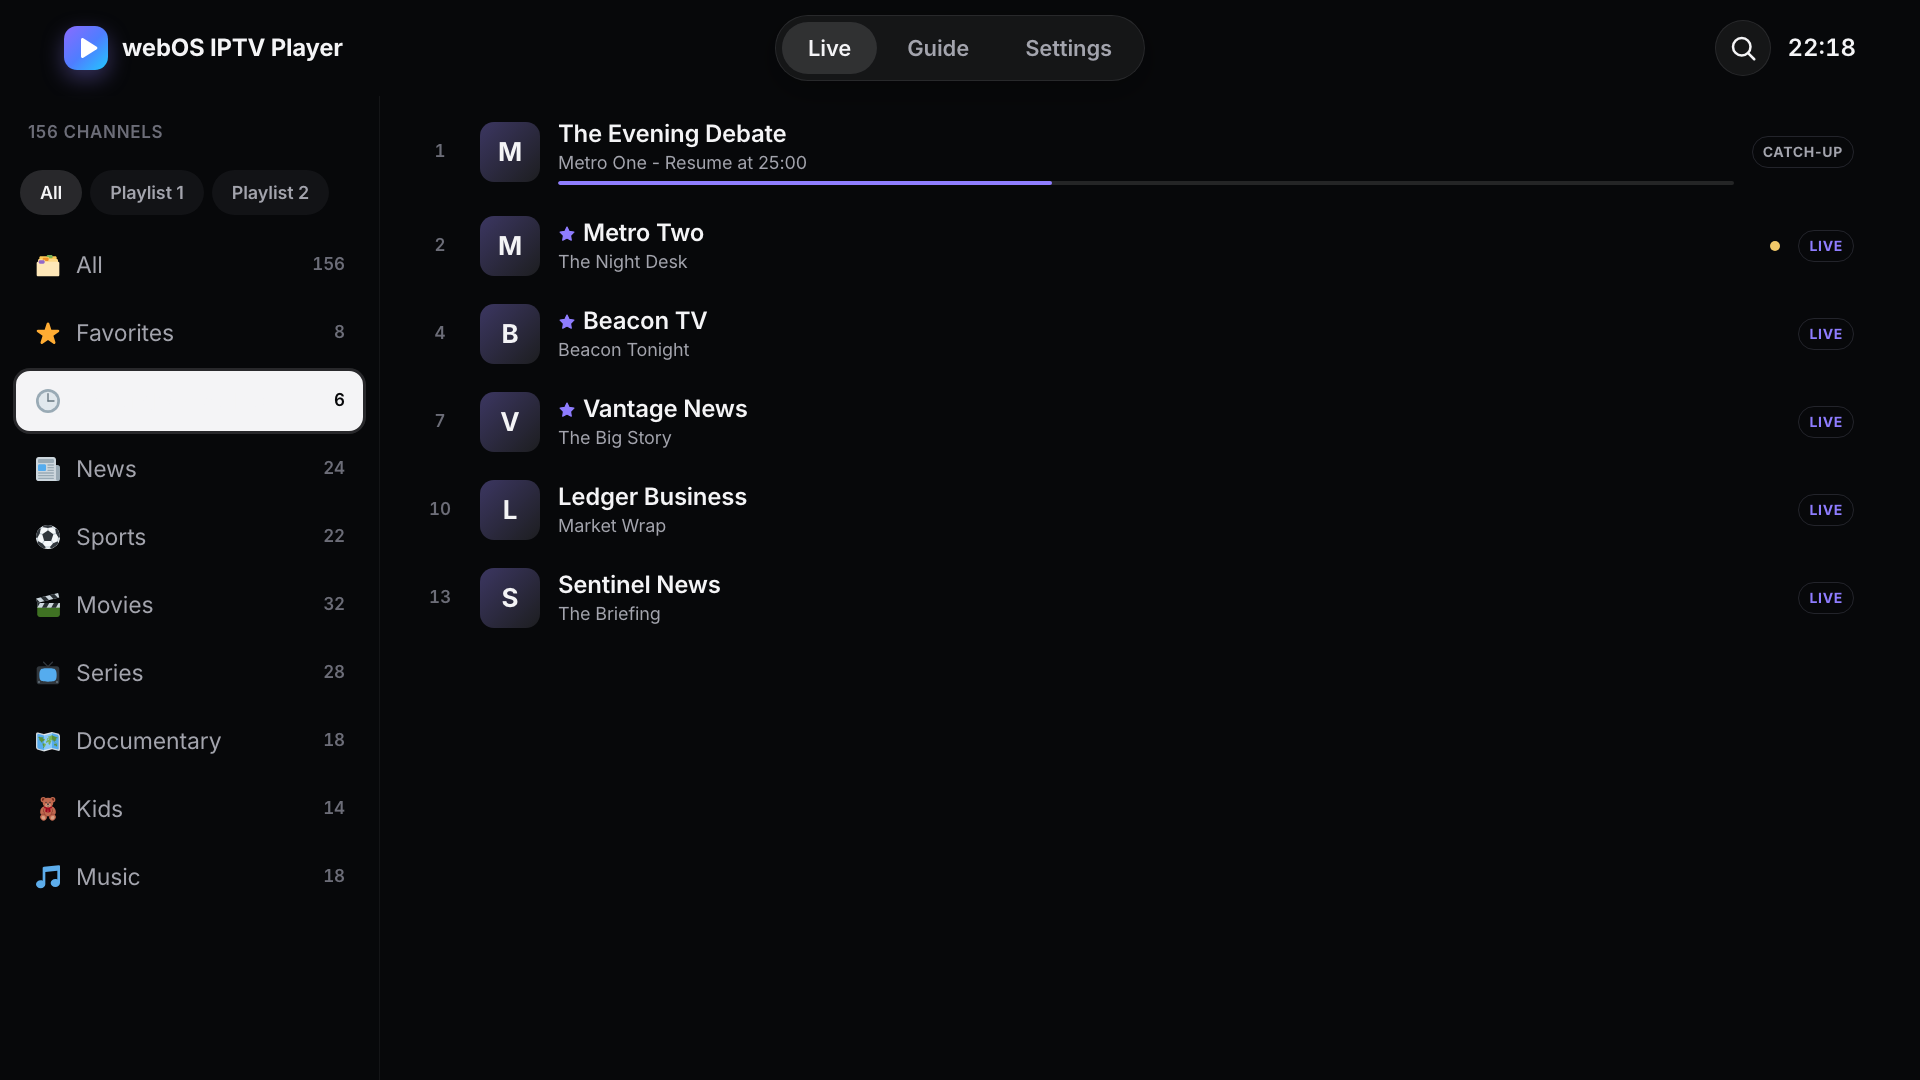 webOS IPTV Player
Live
Guide
Settings
22:18
156 CHANNELS
All
Playlist 1
Playlist 2
All 156
Favorites 8
6
News 24
Sports 22
Movies 32
Series 28
Documentary 18
Kids 14
Music 18
1
M
The Evening Debate
Metro One - Resume at 25:00
CATCH-UP
2
M
Metro Two
The Night Desk
LIVE
4
B
Beacon TV
Beacon Tonight
LIVE
7
V
Vantage News
The Big Story
LIVE
10
L
Ledger Business
Market Wrap
LIVE
13
S
Sentinel News
The Briefing
LIVE